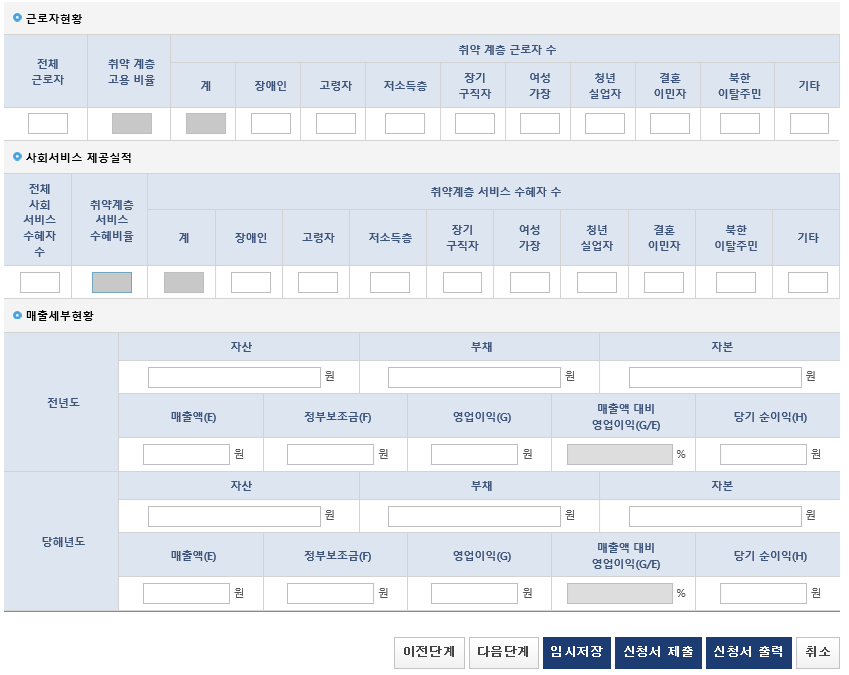 근로자현황
전체
근로자
취약 계층
고용 비율
취약 계층 근로자 수
계
장애인
고령자
저소득층
장기
구직자
여성
가장
청년
실업자
결혼
이민자
북한
이탈주민
기타
사회서비스 제공실적
전체
사회
서비스
수혜자
수
취약계층
서비스
수혜비율
취약계층 서비스 수혜자 수
계
장애인
고령자
저소득층
장기
구직자
여성
가장
청년
실업자
결혼
이민자
북한
이탈주민
기타
매출세부현황
전년도
자산
부채
자본
원
원
원
매출액(E)
정부보조금(F)
영업이익(G)
매출액 대비
영업이익(G/E)
당기 순이익(H)
원
원
원
%
원
당해년도
자산
부채
자본
원
원
원
매출액(E)
정부보조금(F)
영업이익(G)
매출액 대비
영업이익(G/E)
당기 순이익(H)
원
원
원
%
원
이전단계
다음단계
임시저장
신청서 제출
신청서 출력
취소